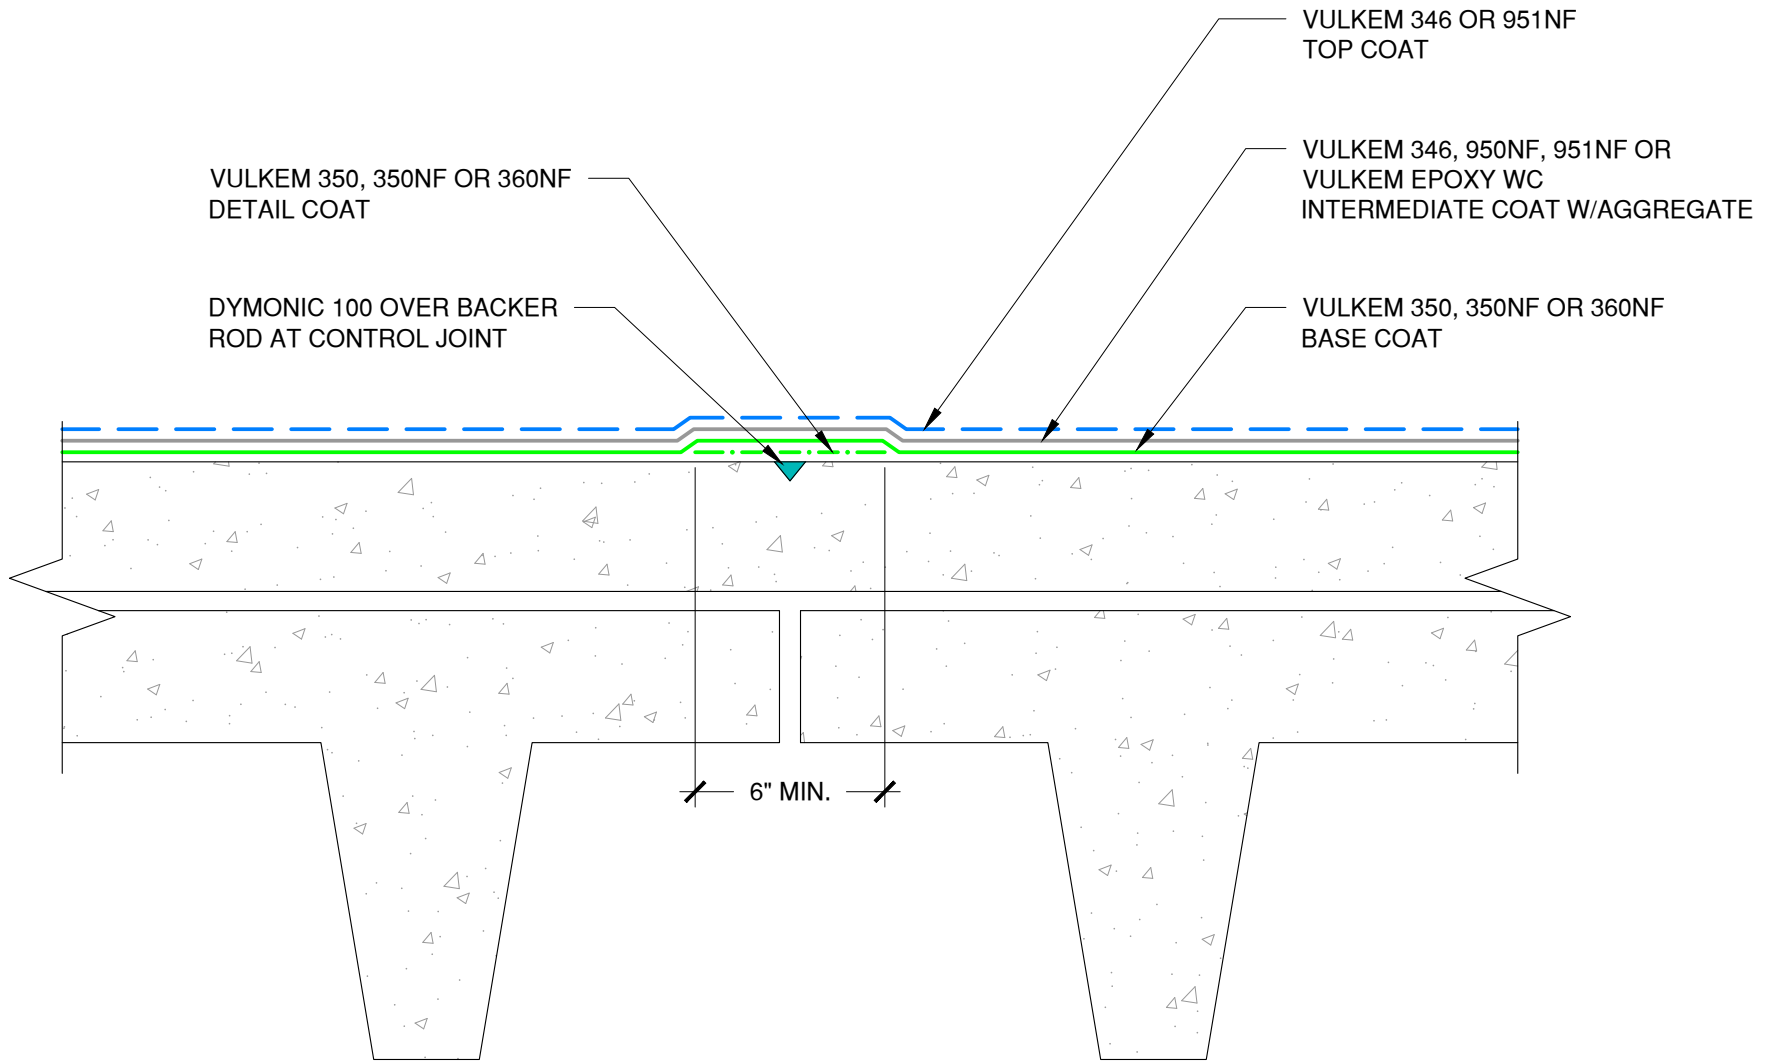 VULKEM 346 OR 951NF
TOP COAT
VULKEM 346, 950NF, 951NF OR
VULKEM EPOXY WC
INTERMEDIATE COAT W/AGGREGATE
VULKEM 350, 350NF OR 360NF
DETAIL COAT
DYMONIC 100 OVER BACKER
ROD AT CONTROL JOINT
VULKEM 350, 350NF OR 360NF
BASE COAT
6" MIN.